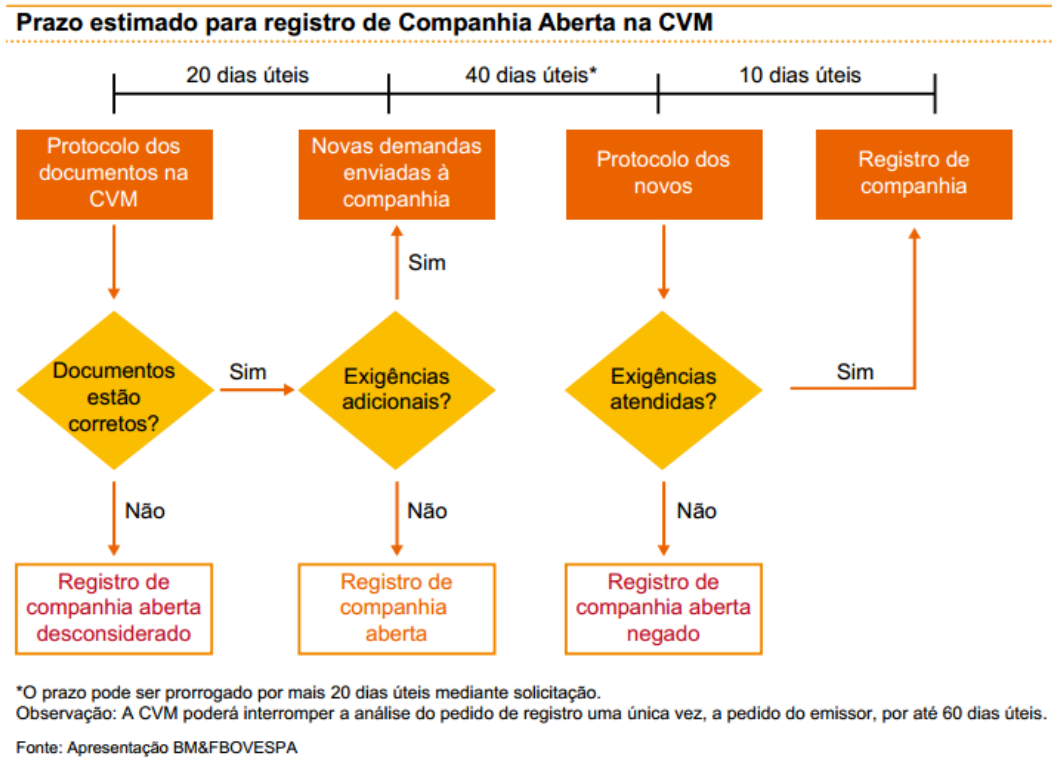 Prazo estimado para registro de Companhia Aberta na CVM
20 dias úteis
40 dias úteis*
10 dias úteis
Protocolo dos
documentos na
CVM
Novas demandas
enviadas à
companhia
Protocolo dos
novos
Registro de
companhia
Sim
Documentos
estão
corretos?
Sim
Exigências
adicionais?
Exigências
atendidas?
Sim
Não
Não
Não
Registro de
companhia aberta
desconsiderado
Registro de
companhia
aberta
Registro de
companhia aberta
negado
*O prazo pode ser prorrogado por mais 20 dias úteis mediante solicitação.
Observação: A CVM poderá interromper a análise do pedido de registro uma única vez, a pedido do emissor, por até 60 dias úteis.
Fonte: Apresentação BM&FBOVESPA